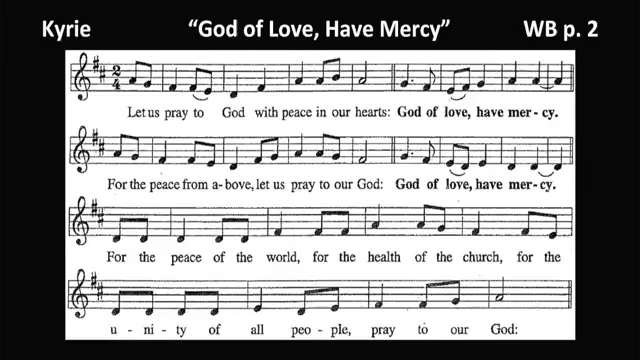 Kyrie “God of Love, Have Mercy” WB p. 2
2
4
Let us pray to God with peace in our hearts: God of love, have mer - cy.
For the peace from a - bove, let us pray to our God: God of love, have mer - cy.
For the peace of the world, for the health of the church, for the
u - ni - ty of all peo - ple, pray to our God: